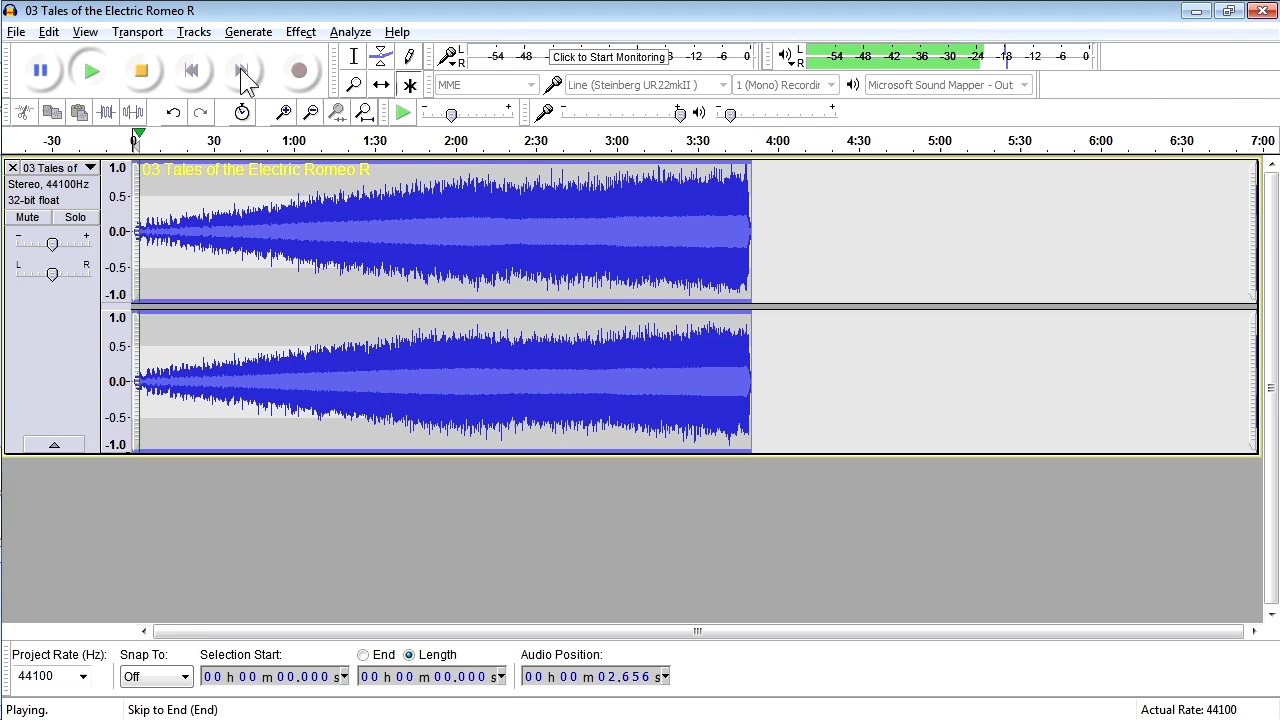 03 Tales of the Electric Romeo R
File Edit View Transport Tracks Generate Effect Analyze Help
L R -54 -48 Click to Start Monitoring -12 -6 0 L R -54 -48 -42 -36 -30 -24 -18 -12 -6 0
MME Line (Steinberg UR22mkII ) 1 (Mono) Recordir Microsoft Sound Mapper - Out
- + - + - +
-30 0 30 1:00 1:30 2:00 2:30 3:00 3:30 4:00 4:30 5:00 5:30 6:00 6:30 7:00
03 Tales of 1.0 03 Tales of the Electric Romeo R
Stereo, 44100Hz
32-bit float 0.5-
Mute Solo
- + 0.0-
L R -0.5-
-1.0
1.0
0.5-
0.0-
-0.5-
-1.0
Project Rate (Hz): Snap To: Selection Start: End Length Audio Position:
44100 Off 00 h 00 m 00.000 s 00 h 00 m 00.000 s 00 h 00 m 02.656 s
Playing. Skip to End (End) Actual Rate: 44100